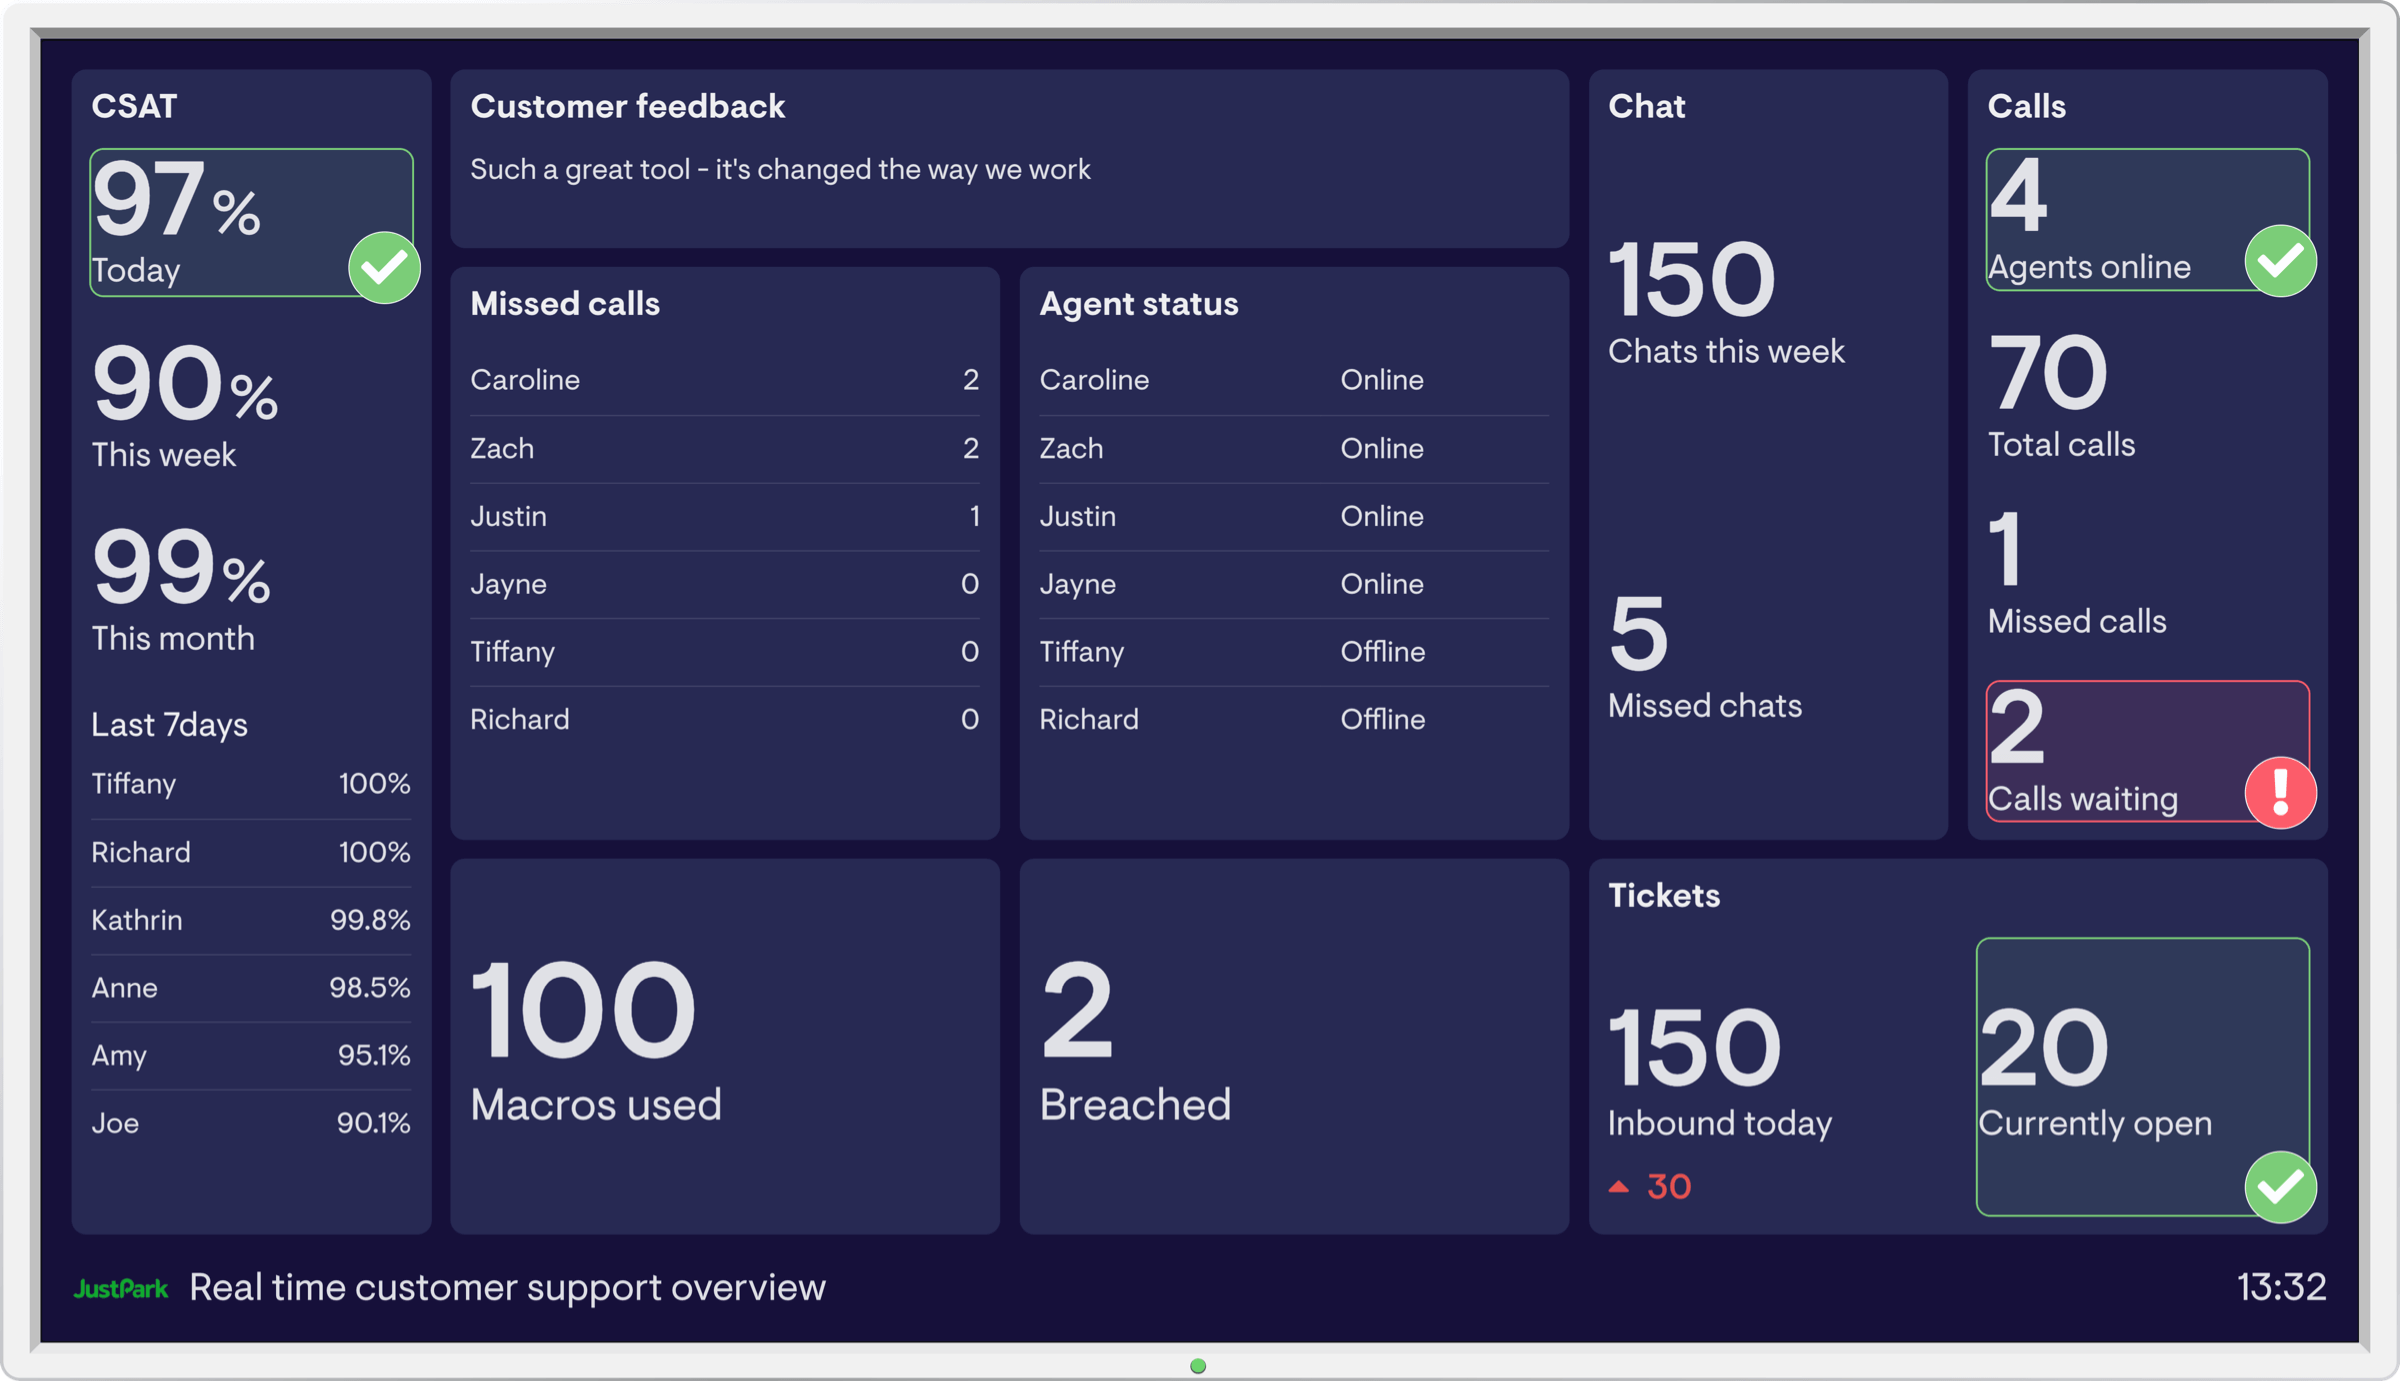 CSAT
97%
Today
90%
This week
99%
This month
Last 7days
Tiffany 100%
Richard 100%
Kathrin 99.8%
Anne 98.5%
Amy 95.1%
Joe 90.1%
Customer feedback
Such a great tool - it's changed the way we work
Missed calls
Caroline 2
Zach 2
Justin 1
Jayne 0
Tiffany 0
Richard 0
Agent status
Caroline Online
Zach Online
Justin Online
Jayne Online
Tiffany Offline
Richard Offline
Chat
150
Chats this week
5
Missed chats
Calls
4
Agents online
70
Total calls
1
Missed calls
2
Calls waiting
100
Macros used
2
Breached
Tickets
150
Inbound today
30
20
Currently open
JustPark Real time customer support overview
13:32